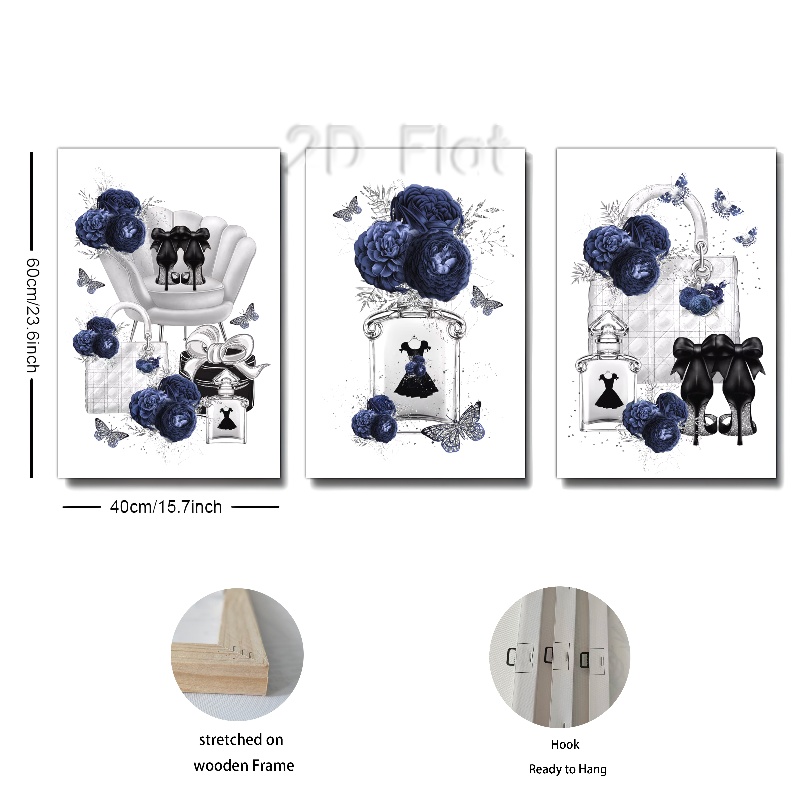 2D Flat
60cm/23.6inch
40cm/15.7inch
stretched on
wooden Frame
Hook
Ready to Hang